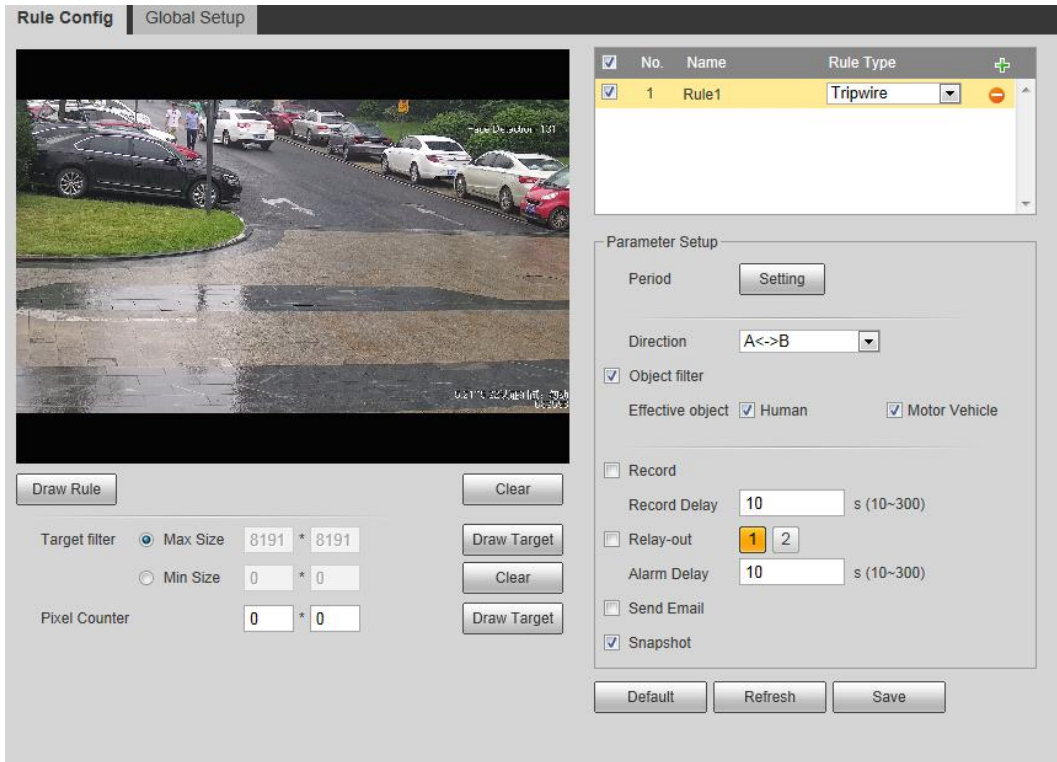 Rule Config Global Setup
No. Name Rule Type
1 Rule1 Tripwire
Face Detection: 131
Parameter Setup
Period Setting
Direction A<->B
Object filter
Effective object Human Motor Vehicle
Record
Record Delay 10 s (10~300)
Relay-out 1 2
Alarm Delay 10 s (10~300)
Send Email
Snapshot
Default Refresh Save
Draw Rule Clear
Target filter Max Size 8191 * 8191 Draw Target
Min Size 0 * 0 Clear
Pixel Counter 0 * 0 Draw Target